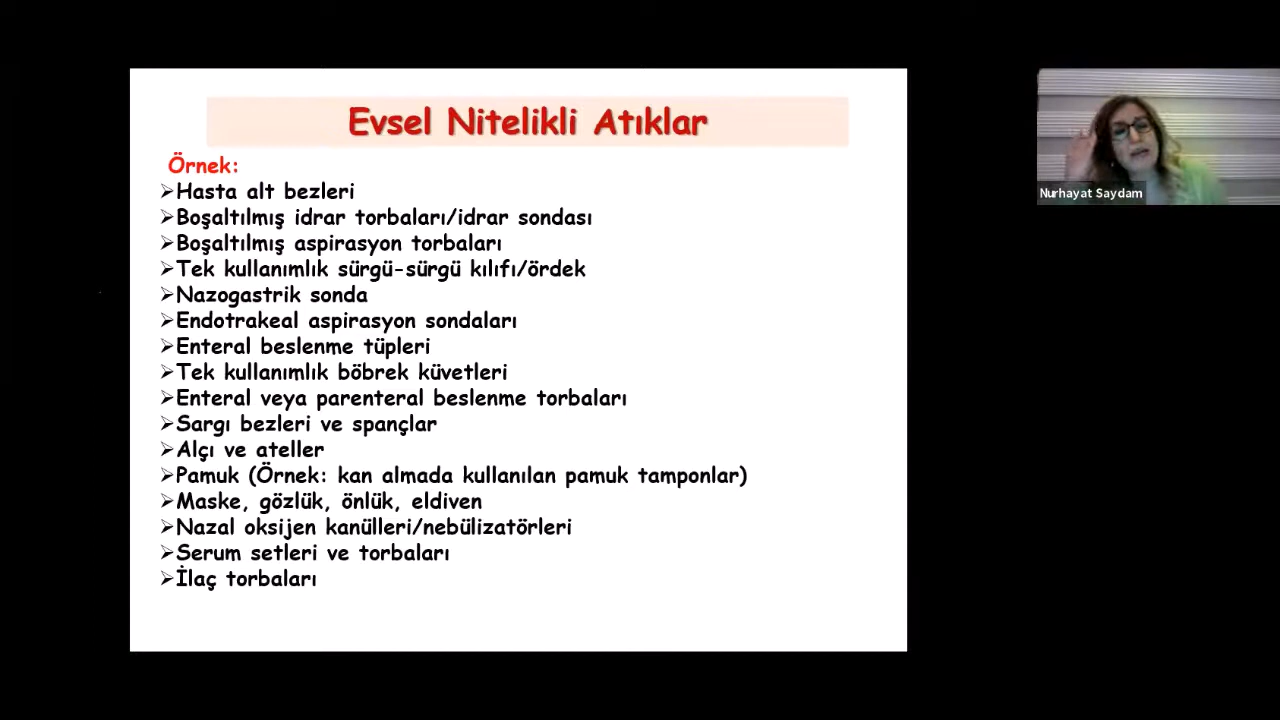 Evsel Nitelikli Atıklar
Örnek:
➢Hasta alt bezleri
➢Boşaltılmış idrar torbaları/idrar sondası
➢Boşaltılmış aspirasyon torbaları
➢Tek kullanımlık sürgü-sürgü kılıfı/ördek
➢Nazogastrik sonda
➢Endotrakeal aspirasyon sondaları
➢Enteral beslenme tüpleri
➢Tek kullanımlık böbrek küvetleri
➢Enteral veya parenteral beslenme torbaları
➢Sargı bezleri ve spançlar
➢Alçı ve ateller
➢Pamuk (Örnek: kan almada kullanılan pamuk tamponlar)
➢Maske, gözlük, önlük, eldiven
➢Nazal oksijen kanülleri/nebülizatörleri
➢Serum setleri ve torbaları
➢İlaç torbaları
Nurhayat Saydam